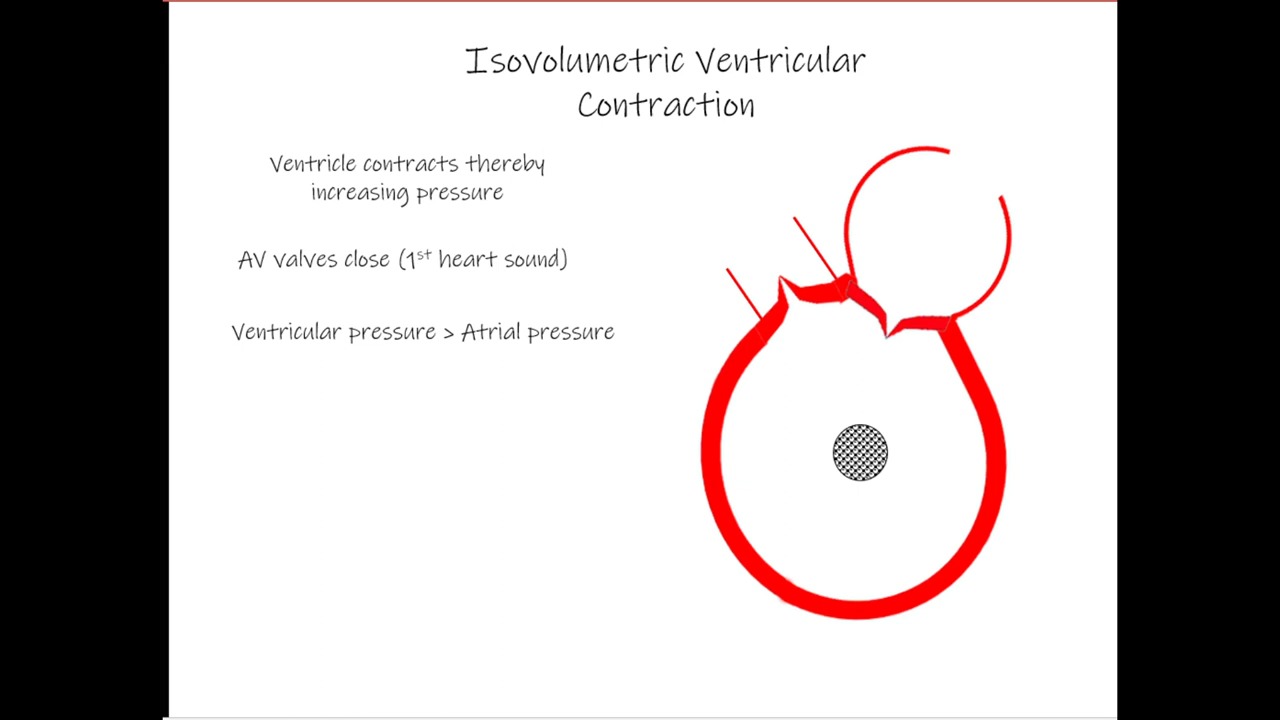 Isovolumetric Ventricular
Contraction
Ventricle contracts thereby
increasing pressure
AV valves close (1st heart sound)
Ventricular pressure > Atrial pressure